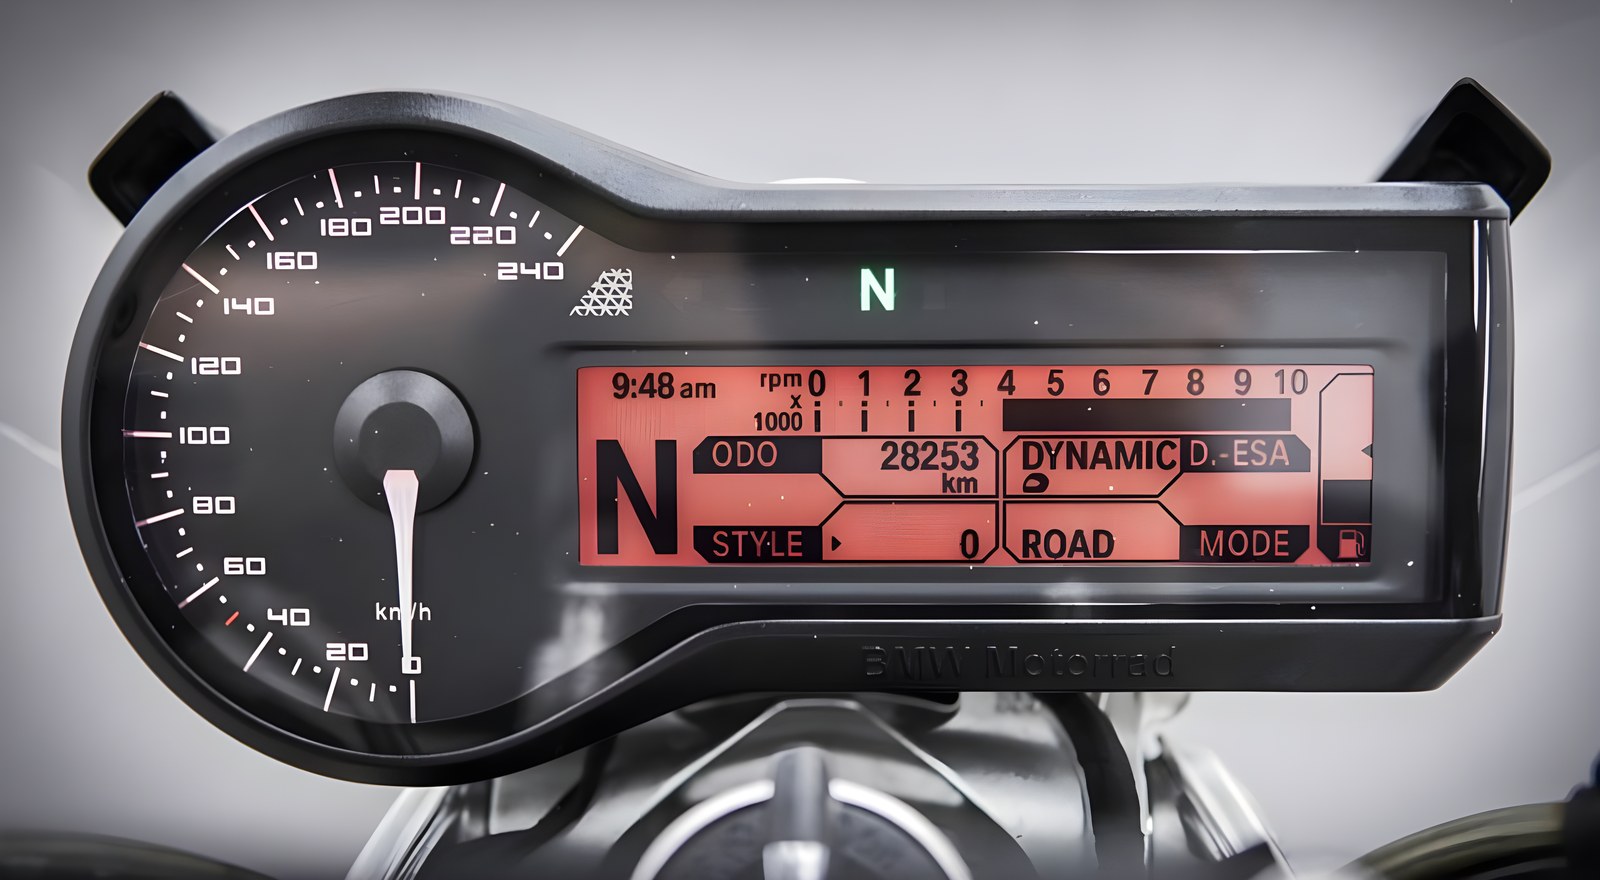 180 200 220
160 240
140
120
100
80
60
40
20 0
km/h
N
9:48 am
rpm x 1000
0 1 2 3 4 5 6 7 8 9 10
N
ODO 28253 km
DYNAMIC D.-ESA
STYLE 0
ROAD MODE
BMW Motorrad